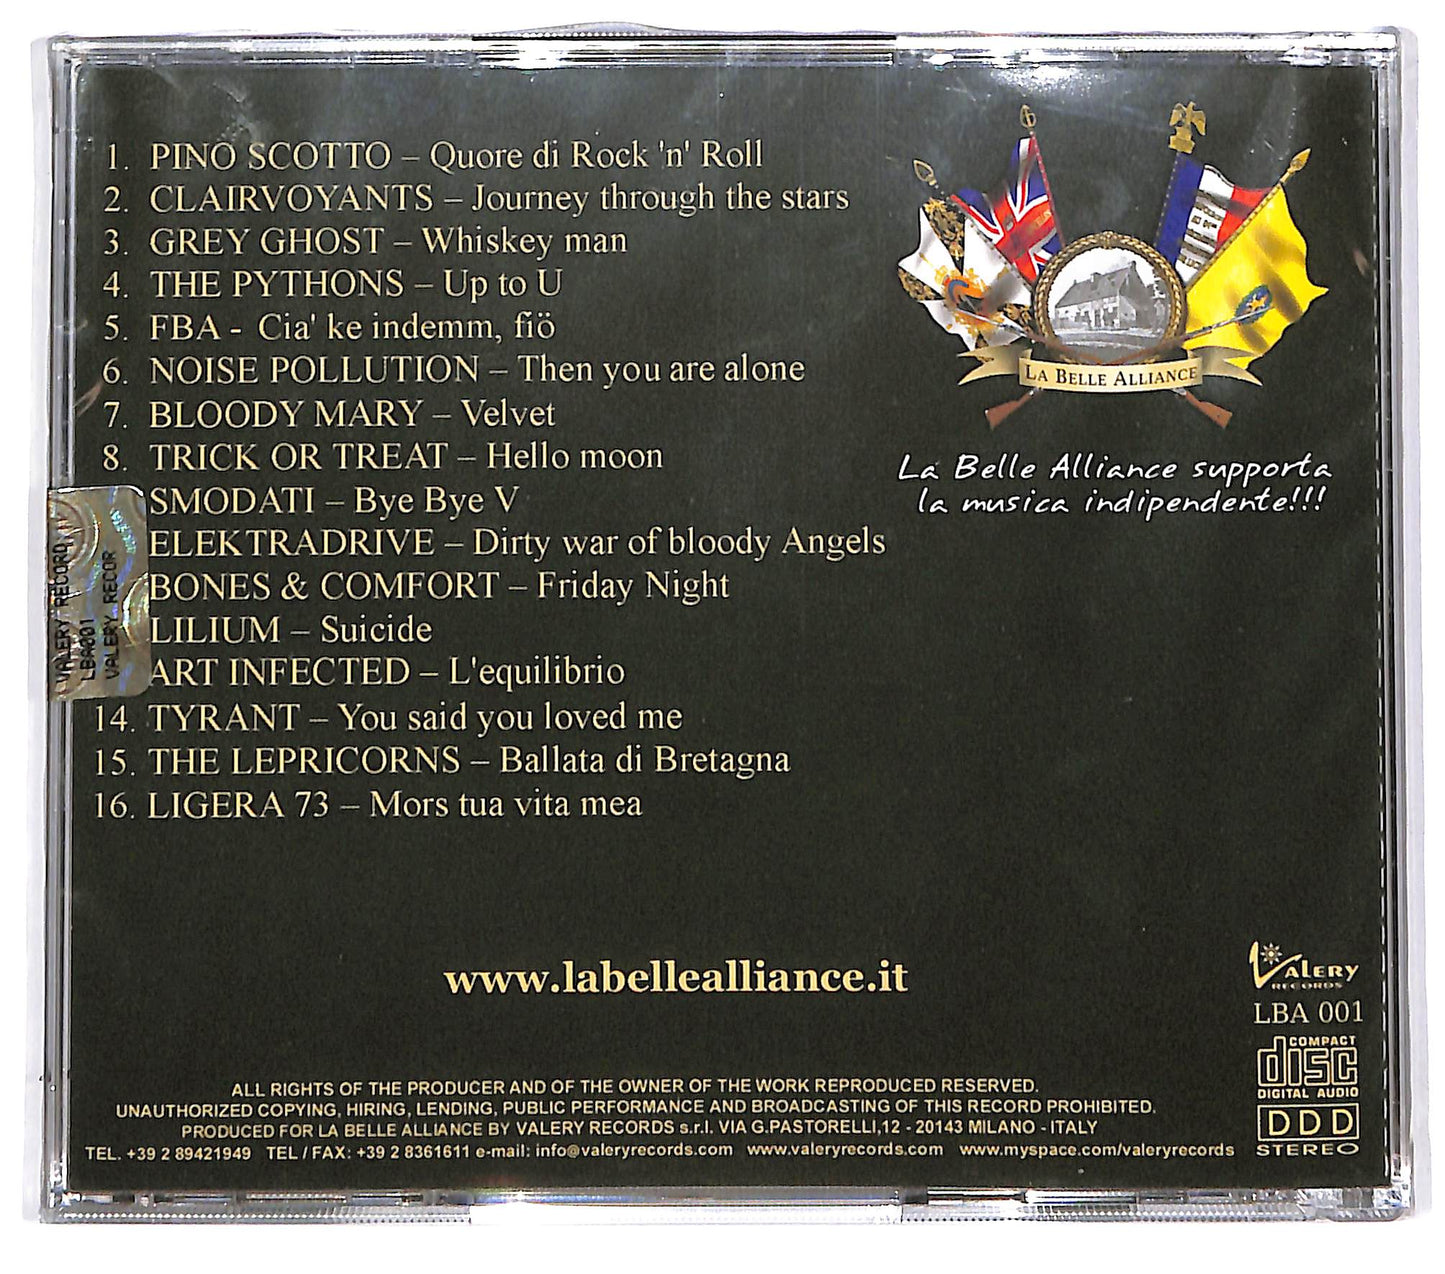 1. PINO SCOTTO – Quore di Rock 'n' Roll
2. CLAIRVOYANTS – Journey through the stars
3. GREY GHOST – Whiskey man
4. THE PYTHONS – Up to U
5. FBA - Cia' ke indemm, fiö
6. NOISE POLLUTION – Then you are alone
7. BLOODY MARY – Velvet
8. TRICK OR TREAT – Hello moon
SMODATI – Bye Bye V
ELEKTRADRIVE – Dirty war of bloody Angels
BONES & COMFORT – Friday Night
LILIUM – Suicide
ART INFECTED – L'equilibrio
14. TYRANT – You said you loved me
15. THE LEPRICORNS – Ballata di Bretagna
16. LIGERA 73 – Mors tua vita mea
VALERY RECORD
LBA001
VALERY RECOR
LA BELLE ALLIANCE
La Belle Alliance supporta
la musica indipendente!!!
www.labellealliance.it
VALERY
RECORDS
LBA 001
COMPACT
disc
DIGITAL AUDIO
DDD
STEREO
ALL RIGHTS OF THE PRODUCER AND OF THE OWNER OF THE WORK REPRODUCED RESERVED.
UNAUTHORIZED COPYING, HIRING, LENDING, PUBLIC PERFORMANCE AND BROADCASTING OF THIS RECORD PROHIBITED.
PRODUCED FOR LA BELLE ALLIANCE BY VALERY RECORDS s.r.l. VIA G.PASTORELLI,12 - 20143 MILANO - ITALY
TEL. +39 2 89421949 TEL / FAX: +39 2 8361611 e-mail: info@valeryrecords.com www.valeryrecords.com www.myspace.com/valeryrecords